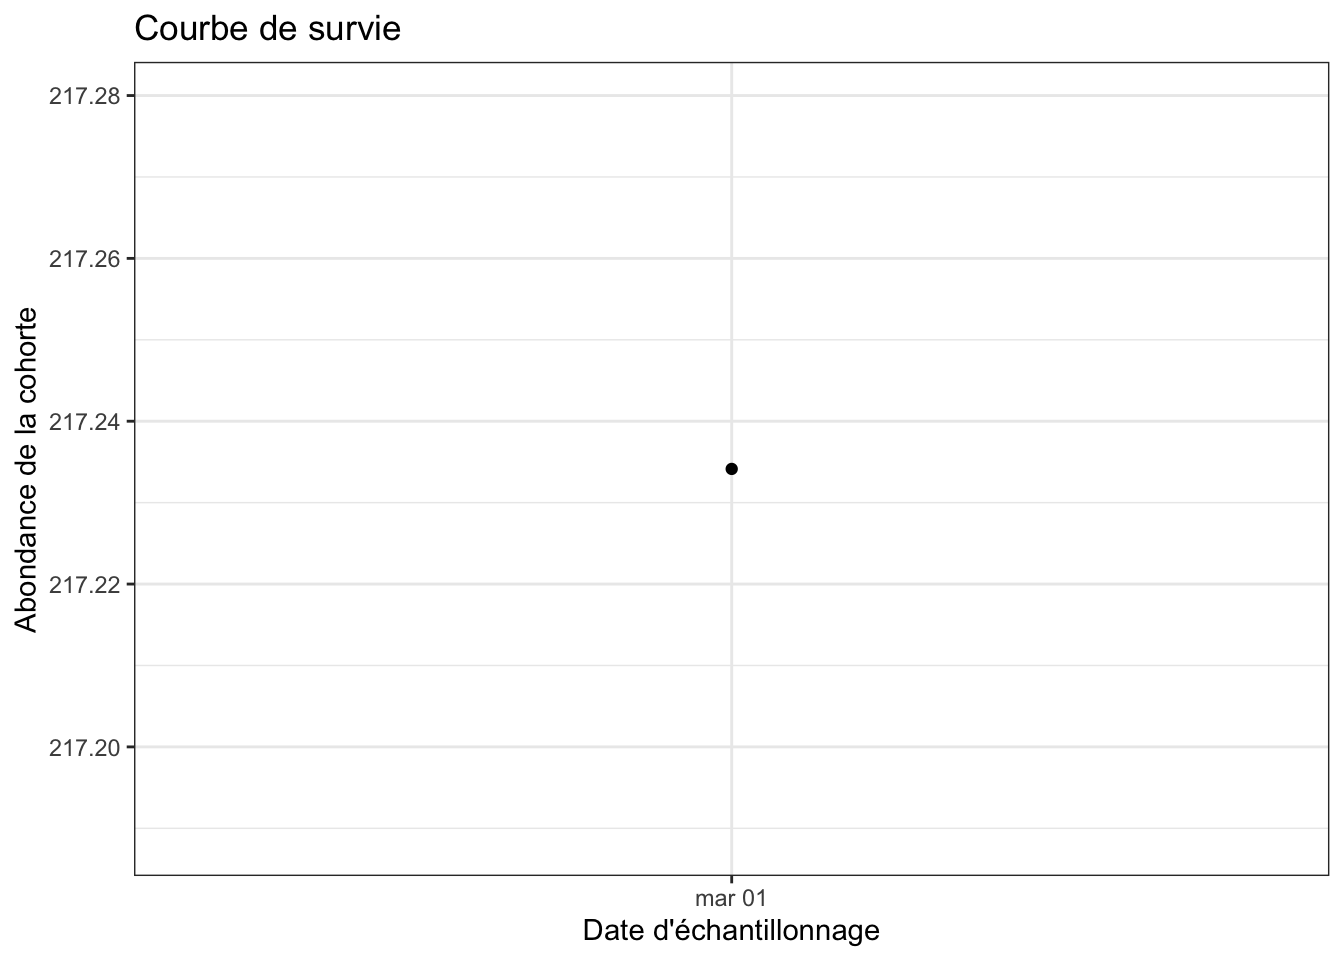 Courbe de survie
217.28
217.26
217.24
217.22
217.20
Abondance de la cohorte
mar 01
Date d'échantillonnage